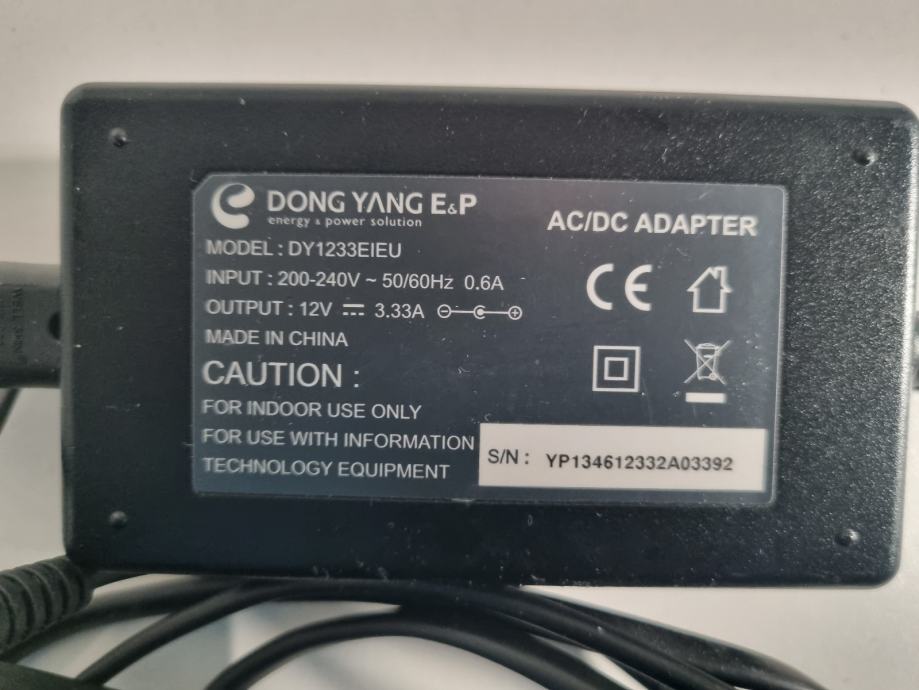 DONG YANG E&P
energy & power solution
AC/DC ADAPTER
MODEL : DY1233EIEU
INPUT : 200-240V ~ 50/60Hz 0.6A
OUTPUT : 12V ⎓ 3.33A
MADE IN CHINA
CAUTION :
FOR INDOOR USE ONLY
FOR USE WITH INFORMATION
TECHNOLOGY EQUIPMENT
CE
S/N : YP134612332A03392